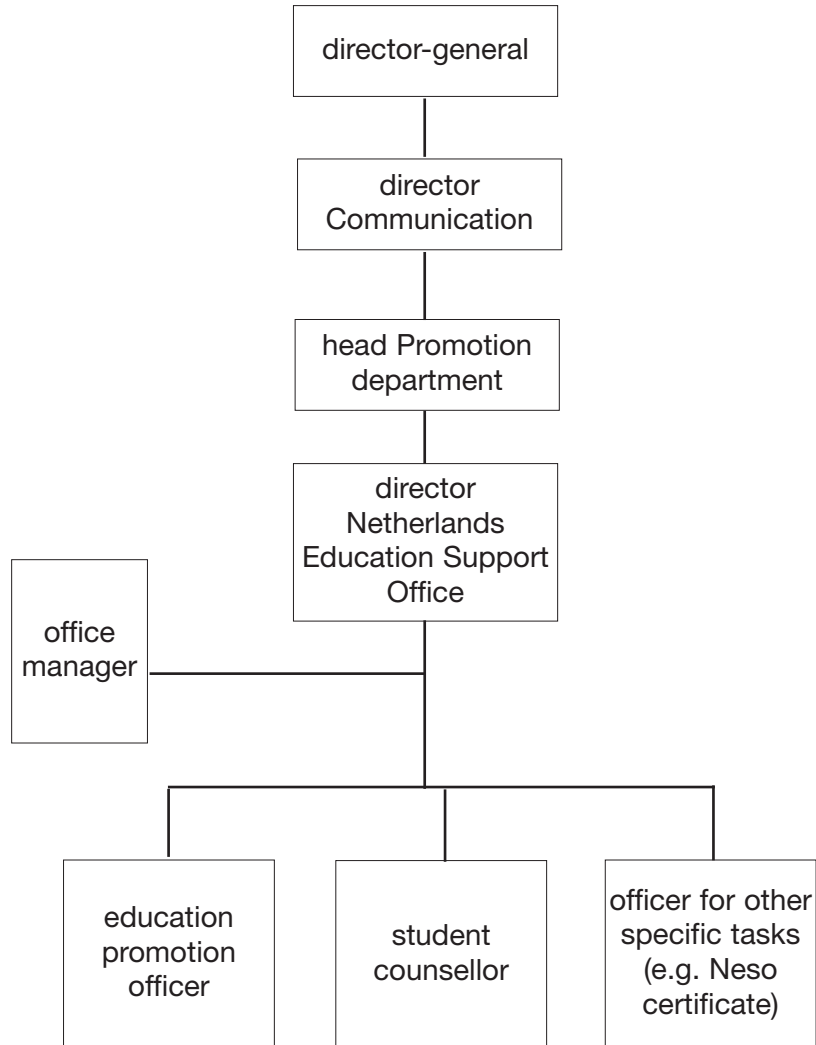 director-general
director
Communication
head Promotion
department
director
Netherlands
Education Support
Office
office
manager
education
promotion
officer
student
counsellor
officer for other
specific tasks
(e.g. Neso
certificate)